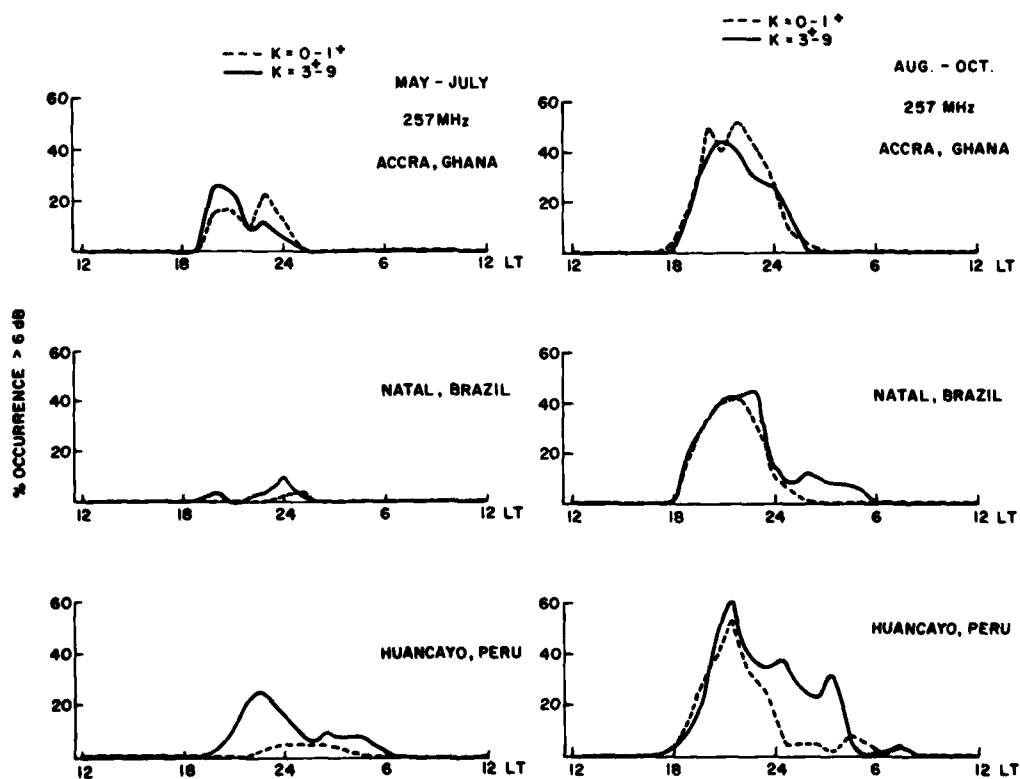 --- K = 0 - 1⁺
— K = 3⁺- 9
MAY - JULY
257 MHz
ACCRA, GHANA
60
40
20
12 18 24 6 12 LT
--- K = 0 - 1⁺
— K = 3⁺- 9
AUG. - OCT.
257 MHz
ACCRA, GHANA
60
40
20
12 18 24 6 12 LT
% OCCURRENCE > 6 dB
NATAL, BRAZIL
60
40
20
12 18 24 6 12 LT
NATAL, BRAZIL
60
40
20
12 18 24 6 12 LT
HUANCAYO, PERU
60
40
20
12 18 24 6 12 LT
HUANCAYO, PERU
60
40
20
12 18 24 6 12 LT